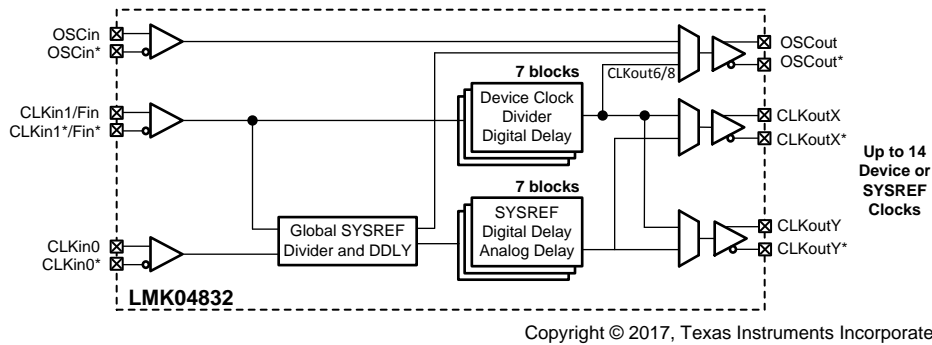 OSCin
OSCin*
CLKin1/Fin
CLKin1*/Fin*
CLKin0
CLKin0*
7 blocks
Device Clock
Divider
Digital Delay
CLKout6/8
7 blocks
SYSREF
Digital Delay
Analog Delay
Global SYSREF
Divider and DDLY
OSCout
OSCout*
CLKoutX
CLKoutX*
CLKoutY
CLKoutY*
Up to 14
Device or
SYSREF
Clocks
LMK04832
Copyright © 2017, Texas Instruments Incorporate